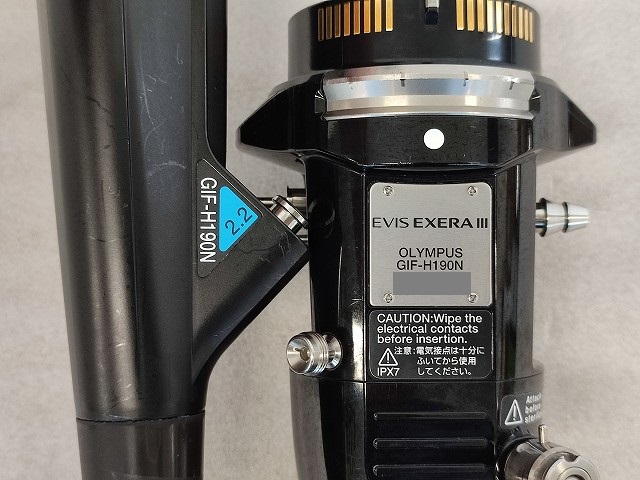 GIF-H190N
2.2
EVIS EXERA III
OLYMPUS
GIF-H190N
CAUTION:Wipe the
electrical contacts
before insertion.
注意:電気接点は十分に
ふいてから使用
してください。
IPX7
Attach
before